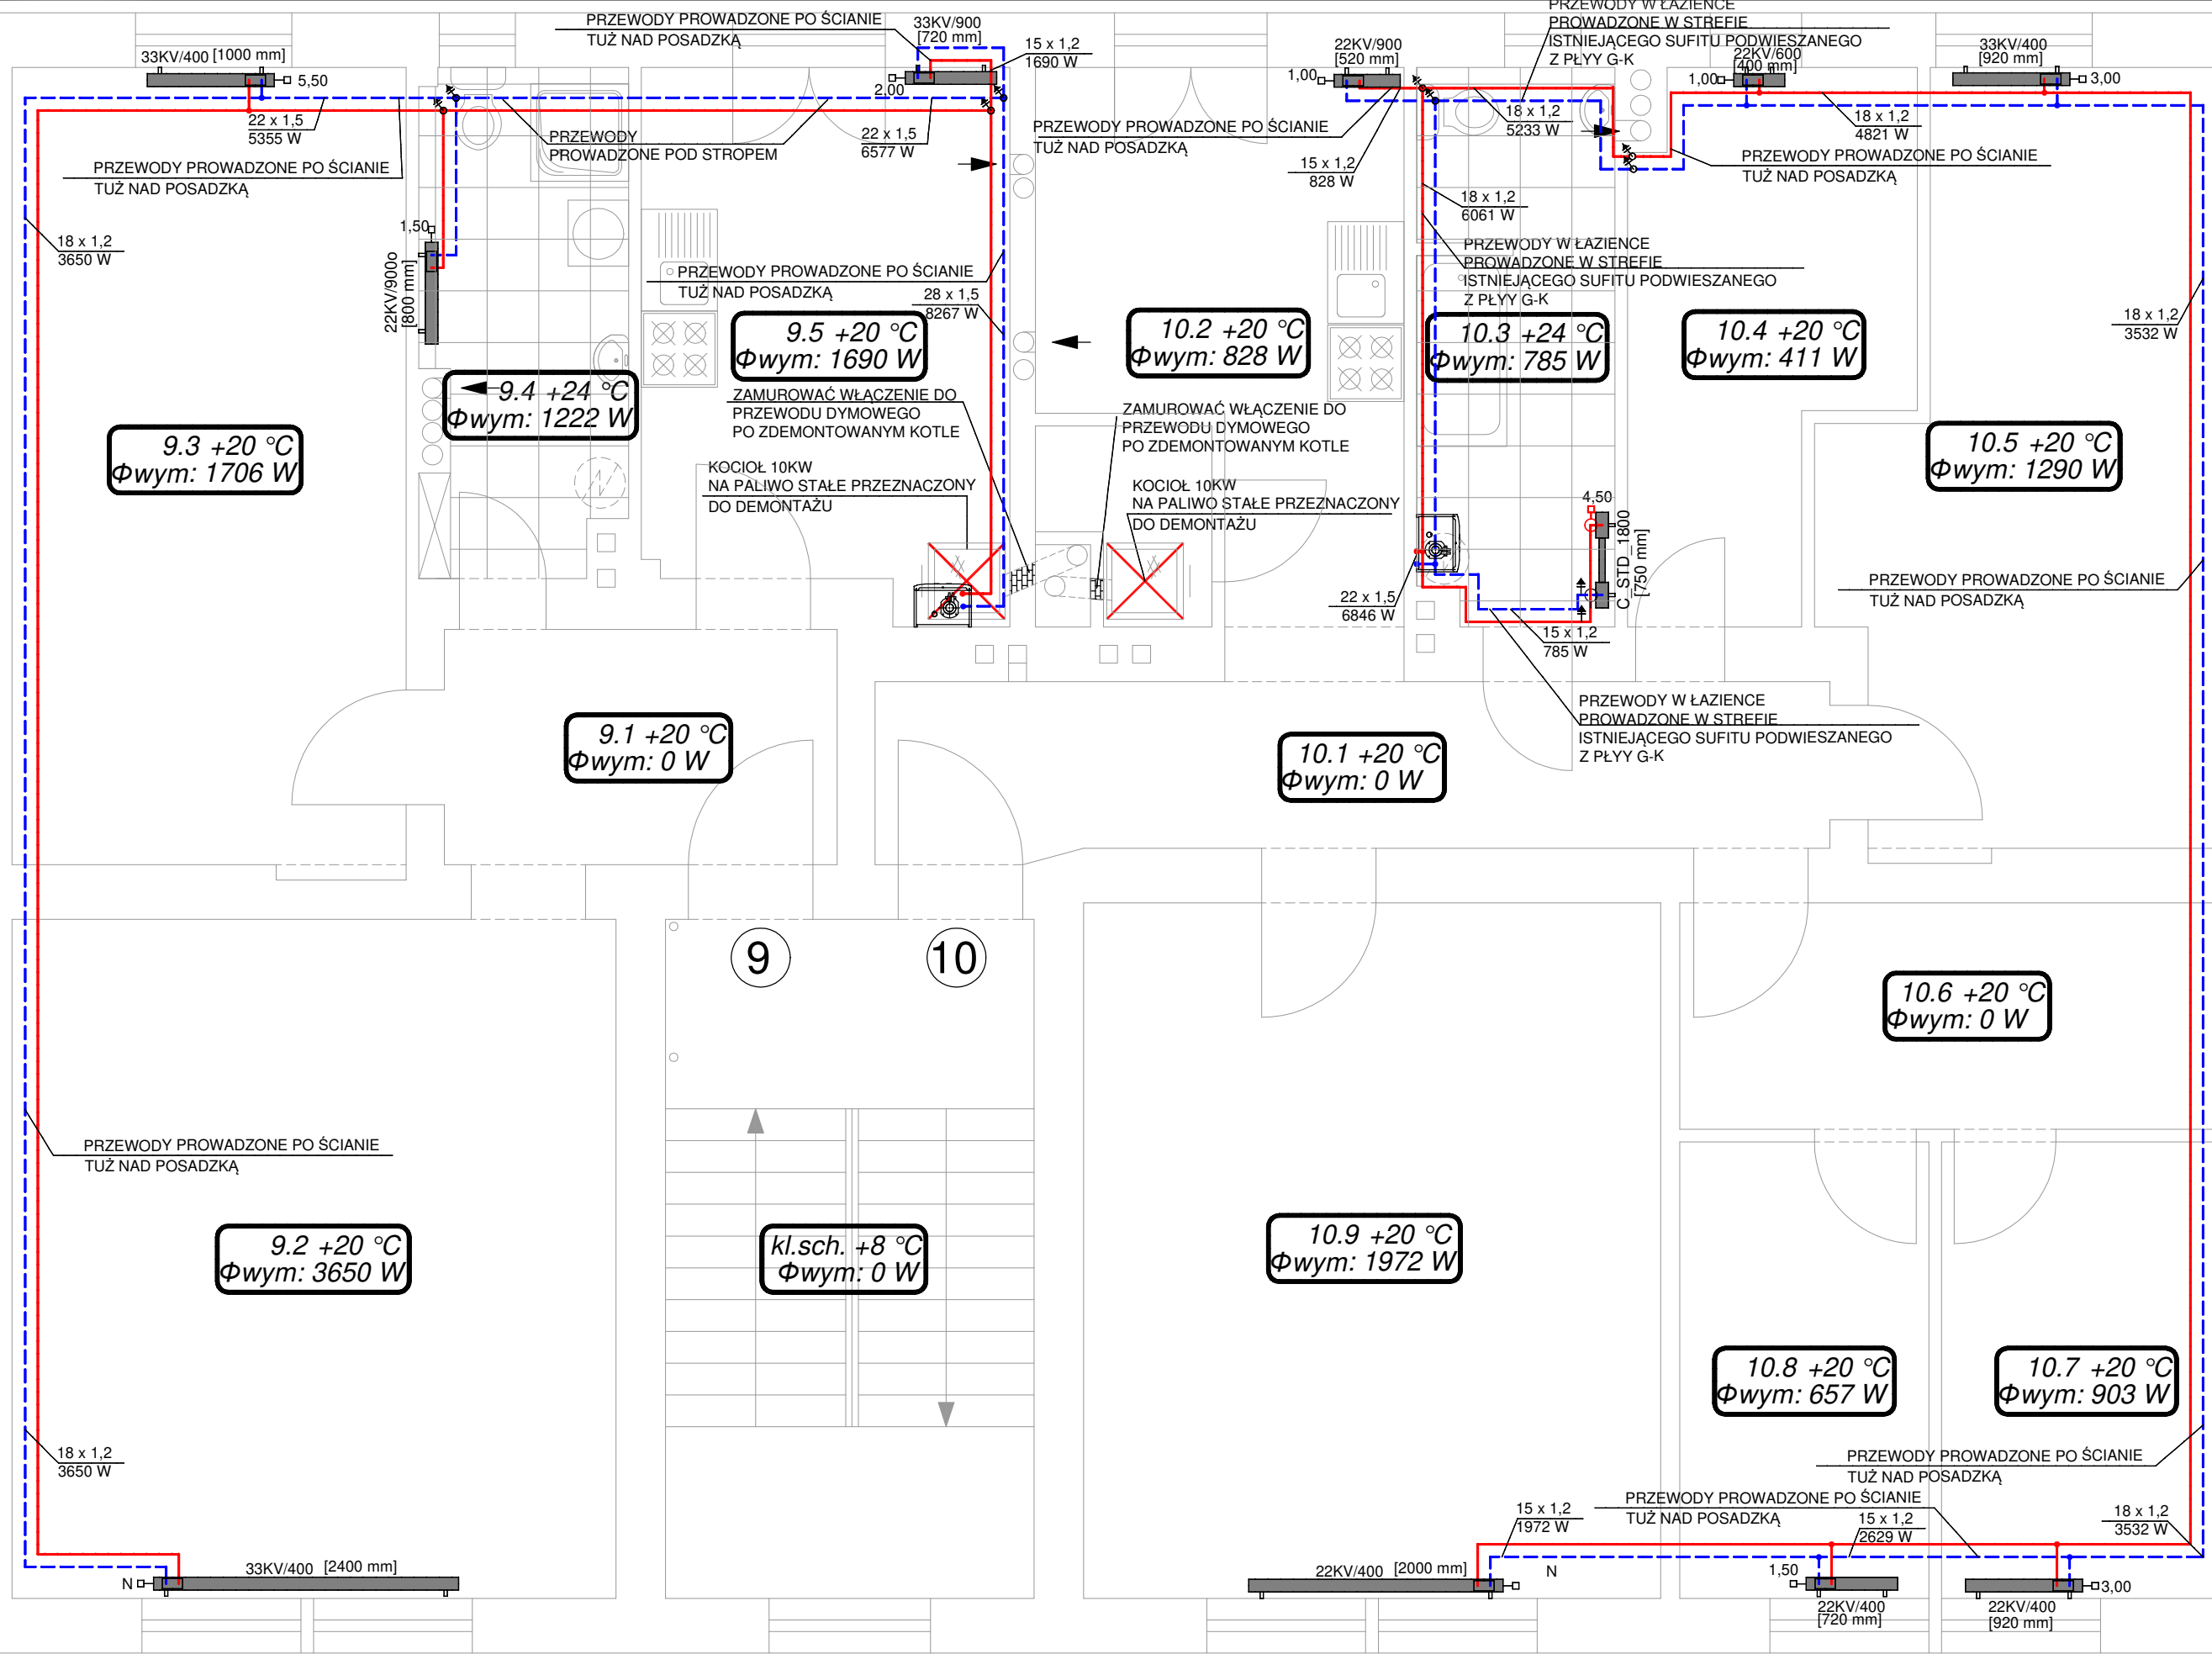 PRZEWODY PROWADZONE PO ŚCIANIE
TUŻ NAD POSADZKĄ
33KV/900
[720 mm]
15 x 1,2
1690 W
2,00
33KV/400 [1000 mm]
5,50
22 x 1,5
5355 W
PRZEWODY PROWADZONE PO ŚCIANIE
TUŻ NAD POSADZKĄ
PRZEWODY
PROWADZONE POD STROPEM
22 x 1,5
6577 W
22KV/900
[520 mm]
1,00
PRZEWODY PROWADZONE PO ŚCIANIE
TUŻ NAD POSADZKĄ
15 x 1,2
828 W
PRZEWODY W ŁAZIENCE
PROWADZONE W STREFIE
ISTNIEJĄCEGO SUFITU PODWIESZANEGO
Z PŁYY G-K
22KV/600
[400 mm]
1,00
33KV/400
[920 mm]
3,00
18 x 1,2
5233 W
18 x 1,2
4821 W
PRZEWODY PROWADZONE PO ŚCIANIE
TUŻ NAD POSADZKĄ
18 x 1,2
6061 W
18 x 1,2
3650 W
1,50
22KV/900o
[800 mm]
PRZEWODY PROWADZONE PO ŚCIANIE
TUŻ NAD POSADZKĄ
28 x 1,5
8267 W
PRZEWODY W ŁAZIENCE
PROWADZONE W STREFIE
ISTNIEJĄCEGO SUFITU PODWIESZANEGO
Z PŁYY G-K
18 x 1,2
3532 W
9.5 +20 °C
Φwym: 1690 W
10.2 +20 °C
Φwym: 828 W
10.3 +24 °C
Φwym: 785 W
10.4 +20 °C
Φwym: 411 W
9.4 +24 °C
Φwym: 1222 W
9.3 +20 °C
Φwym: 1706 W
10.5 +20 °C
Φwym: 1290 W
ZAMUROWAĆ WŁĄCZENIE DO
PRZEWODU DYMOWEGO
PO ZDEMONTOWANYM KOTLE
ZAMUROWAĆ WŁĄCZENIE DO
PRZEWODU DYMOWEGO
PO ZDEMONTOWANYM KOTLE
KOCIOŁ 10KW
NA PALIWO STAŁE PRZEZNACZONY
DO DEMONTAŻU
KOCIOŁ 10KW
NA PALIWO STAŁE PRZEZNACZONY
DO DEMONTAŻU
4,50
C_STD_1800
[750 mm]
22 x 1,5
6846 W
15 x 1,2
785 W
PRZEWODY PROWADZONE PO ŚCIANIE
TUŻ NAD POSADZKĄ
PRZEWODY W ŁAZIENCE
PROWADZONE W STREFIE
ISTNIEJĄCEGO SUFITU PODWIESZANEGO
Z PŁYY G-K
9.1 +20 °C
Φwym: 0 W
10.1 +20 °C
Φwym: 0 W
9
10
10.6 +20 °C
Φwym: 0 W
PRZEWODY PROWADZONE PO ŚCIANIE
TUŻ NAD POSADZKĄ
9.2 +20 °C
Φwym: 3650 W
kl.sch. +8 °C
Φwym: 0 W
10.9 +20 °C
Φwym: 1972 W
10.8 +20 °C
Φwym: 657 W
10.7 +20 °C
Φwym: 903 W
18 x 1,2
3650 W
PRZEWODY PROWADZONE PO ŚCIANIE
TUŻ NAD POSADZKĄ
PRZEWODY PROWADZONE PO ŚCIANIE
TUŻ NAD POSADZKĄ
15 x 1,2
1972 W
15 x 1,2
2629 W
18 x 1,2
3532 W
N
33KV/400 [2400 mm]
22KV/400 [2000 mm]
N
1,50
22KV/400
[720 mm]
3,00
22KV/400
[920 mm]